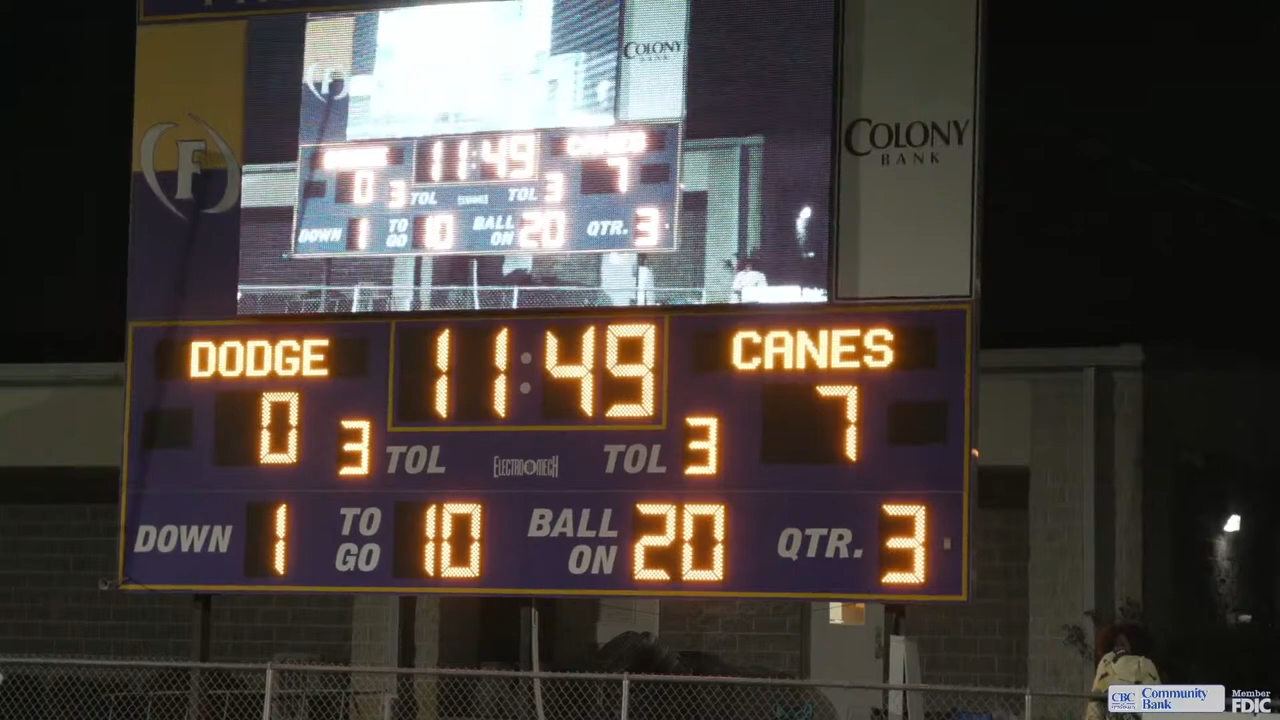 COLONY
BANK
11:49
7
0 3 TOL TOL 3
DOWN 1 TO GO 10 BALL ON 20 QTR. 3
F
COLONY
BANK
DODGE 11:49 CANES
0 3 TOL ELECTRO-MECH TOL 3 7
DOWN 1 TO GO 10 BALL ON 20 QTR. 3
CBC Community Bank
Member
FDIC